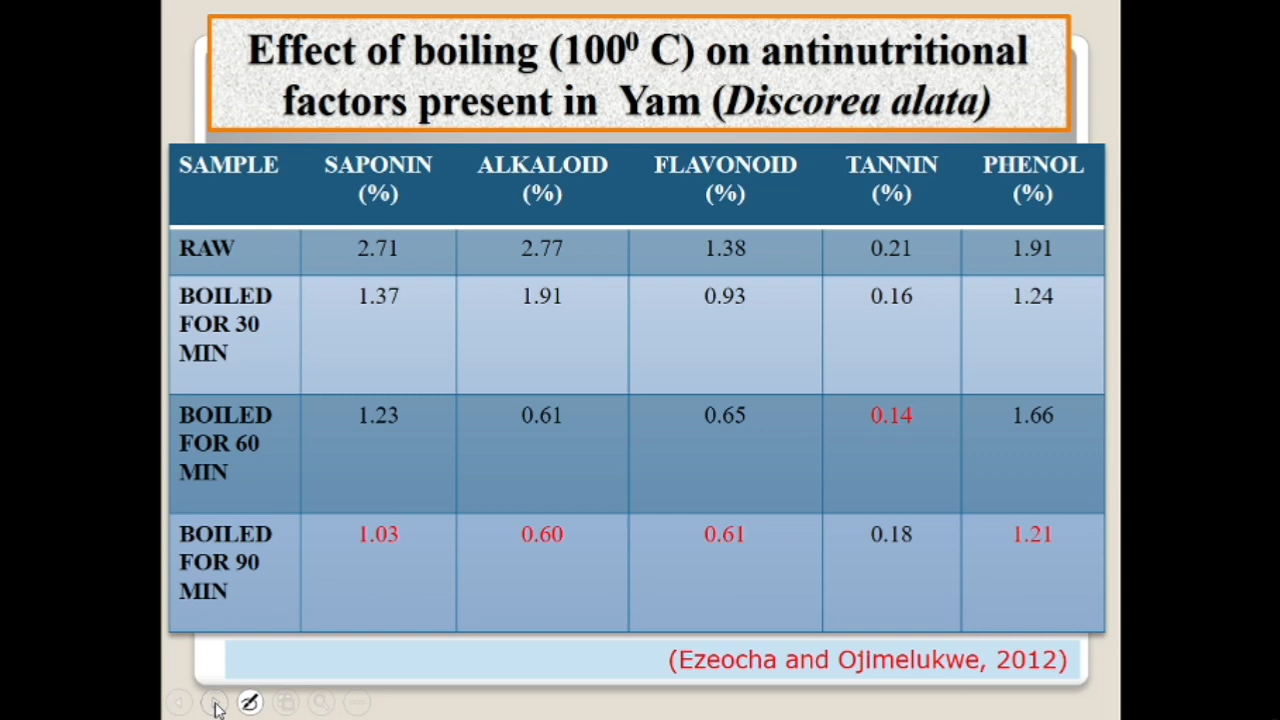 Effect of boiling (100⁰ C) on antinutritional
factors present in Yam (Discorea alata)
SAMPLE SAPONIN (%) ALKALOID (%) FLAVONOID (%) TANNIN (%) PHENOL (%)
RAW 2.71 2.77 1.38 0.21 1.91
BOILED FOR 30 MIN 1.37 1.91 0.93 0.16 1.24
BOILED FOR 60 MIN 1.23 0.61 0.65 0.14 1.66
BOILED FOR 90 MIN 1.03 0.60 0.61 0.18 1.21
(Ezeocha and Ojimelukwe, 2012)